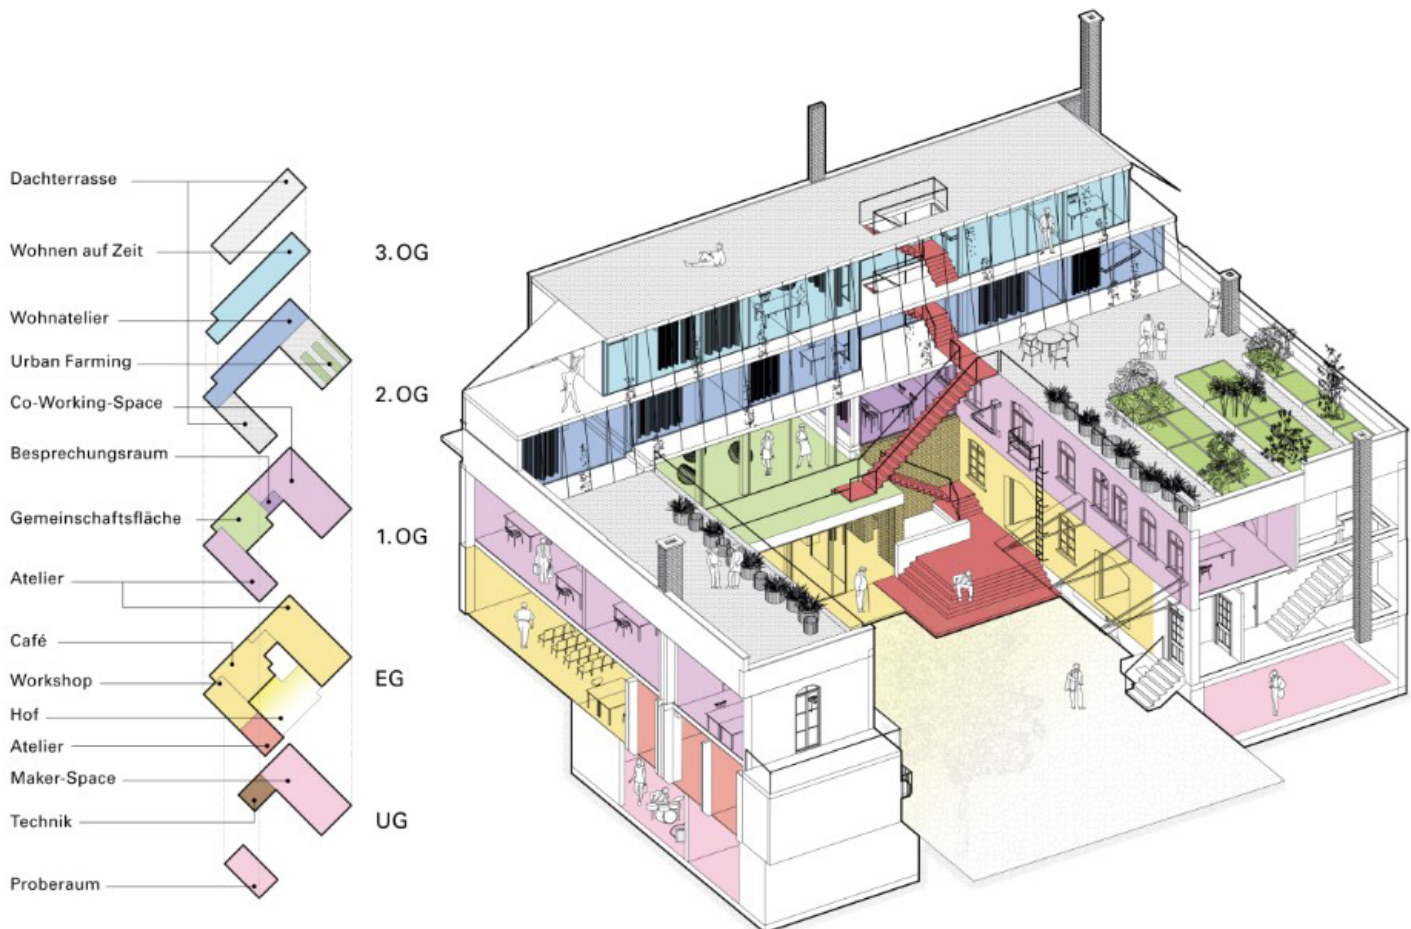 Dachterrasse
Wohnen auf Zeit
3.OG
Wohnatelier
Urban Farming
2.OG
Co-Working-Space
Besprechungsraum
Gemeinschaftsfläche
1.OG
Atelier
Café
Workshop
EG
Hof
Atelier
Maker-Space
Technik
UG
Proberaum